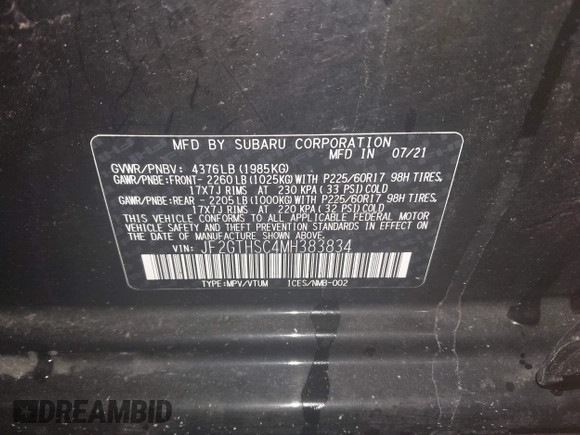 MFD BY SUBARU CORPORATION
MFD IN 07/21
GVWR/PNBV: 4376LB(1985KG)
GAWR/PNBE:FRONT- 2260LB(1025KG)WITH P225/60R17 98H TIRES,
17X7J RIMS AT 230 KPA(33 PSI)COLD
GAWR/PNBE:REAR - 2205LB(1000KG)WITH P225/60R17 98H TIRES,
17X7J RIMS AT 220 KPA(32 PSI)COLD
THIS VEHICLE CONFORMS TO ALL APPLICABLE FEDERAL MOTOR
VEHICLE SAFETY AND THEFT PREVENTION STANDARDS IN EFFECT
ON THE DATE OF MANUFACTURE SHOWN ABOVE.
VIN: JF2GTHSC4MH383834
TYPE:MPV/VTUM ICES/NMB-002
DREAMBID